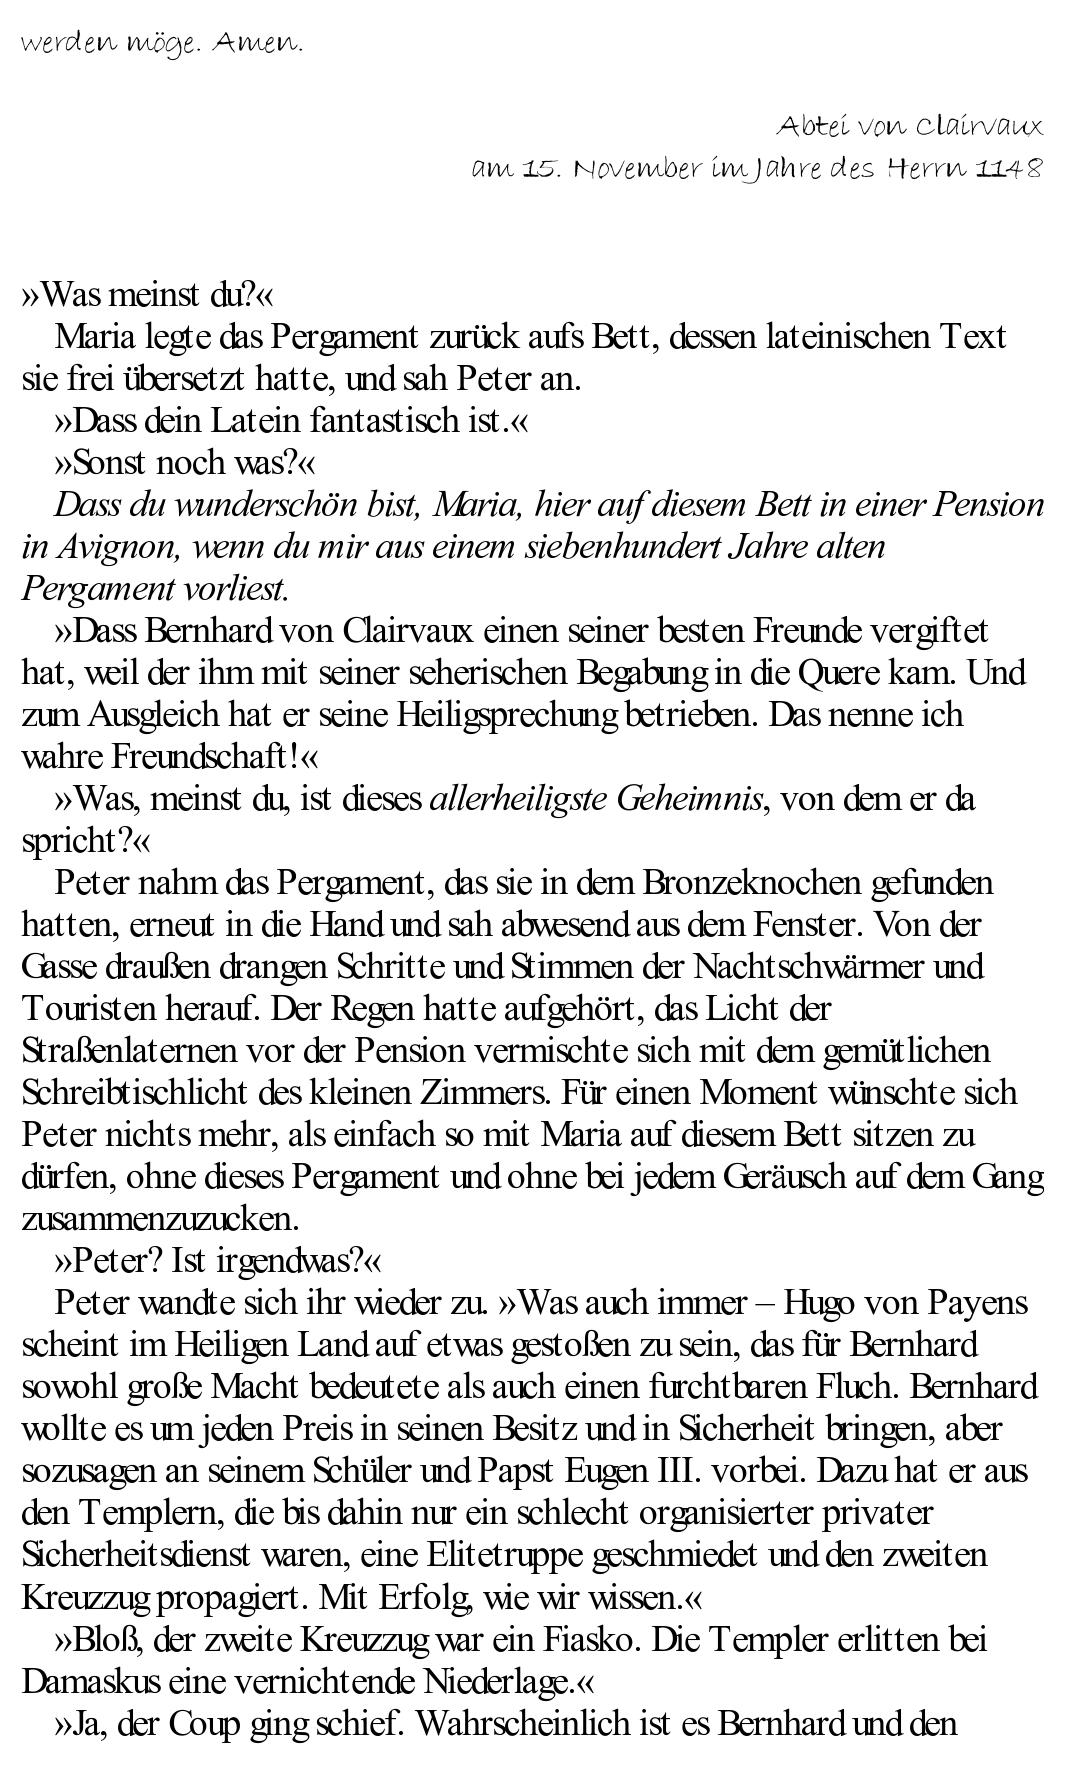 werden möge. Amen.
Abtei von Clairvaux
am 15. November im Jahre des Herrn 1148
»Was meinst du?«
Maria legte das Pergament zurück aufs Bett, dessen lateinischen Text
sie frei übersetzt hatte, und sah Peter an.
»Dass dein Latein fantastisch ist.«
»Sonst noch was?«
Dass du wunderschön bist, Maria, hier auf diesem Bett in einer Pension
in Avignon, wenn du mir aus einem siebenhundert Jahre alten
Pergament vorliest.
»Dass Bernhard von Clairvaux einen seiner besten Freunde vergiftet
hat, weil der ihm mit seiner seherischen Begabung in die Quere kam. Und
zum Ausgleich hat er seine Heiligsprechung betrieben. Das nenne ich
wahre Freundschaft!«
»Was, meinst du, ist dieses allerheiligste Geheimnis, von dem er da
spricht?«
Peter nahm das Pergament, das sie in dem Bronzeknochen gefunden
hatten, erneut in die Hand und sah abwesend aus dem Fenster. Von der
Gasse draußen drangen Schritte und Stimmen der Nachtschwärmer und
Touristen herauf. Der Regen hatte aufgehört, das Licht der
Straßenlaternen vor der Pension vermischte sich mit dem gemütlichen
Schreibtischlicht des kleinen Zimmers. Für einen Moment wünschte sich
Peter nichts mehr, als einfach so mit Maria auf diesem Bett sitzen zu
dürfen, ohne dieses Pergament und ohne bei jedem Geräusch auf dem Gang
zusammenzuzucken.
»Peter? Ist irgendwas?«
Peter wandte sich ihr wieder zu. »Was auch immer – Hugo von Payens
scheint im Heiligen Land auf etwas gestoßen zu sein, das für Bernhard
sowohl große Macht bedeutete als auch einen furchtbaren Fluch. Bernhard
wollte es um jeden Preis in seinen Besitz und in Sicherheit bringen, aber
sozusagen an seinem Schüler und Papst Eugen III. vorbei. Dazu hat er aus
den Templern, die bis dahin nur ein schlecht organisierter privater
Sicherheitsdienst waren, eine Elitetruppe geschmiedet und den zweiten
Kreuzzug propagiert. Mit Erfolg, wie wir wissen.«
»Bloß, der zweite Kreuzzug war ein Fiasko. Die Templer erlitten bei
Damaskus eine vernichtende Niederlage.«
»Ja, der Coup ging schief. Wahrscheinlich ist es Bernhard und den